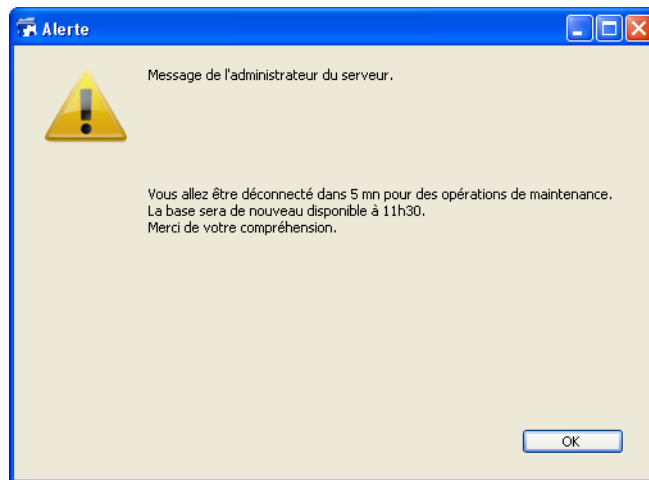 Alerte
Message de l'administrateur du serveur.
Vous allez être déconnecté dans 5 mn pour des opérations de maintenance.
La base sera de nouveau disponible à 11h30.
Merci de votre compréhension.
OK